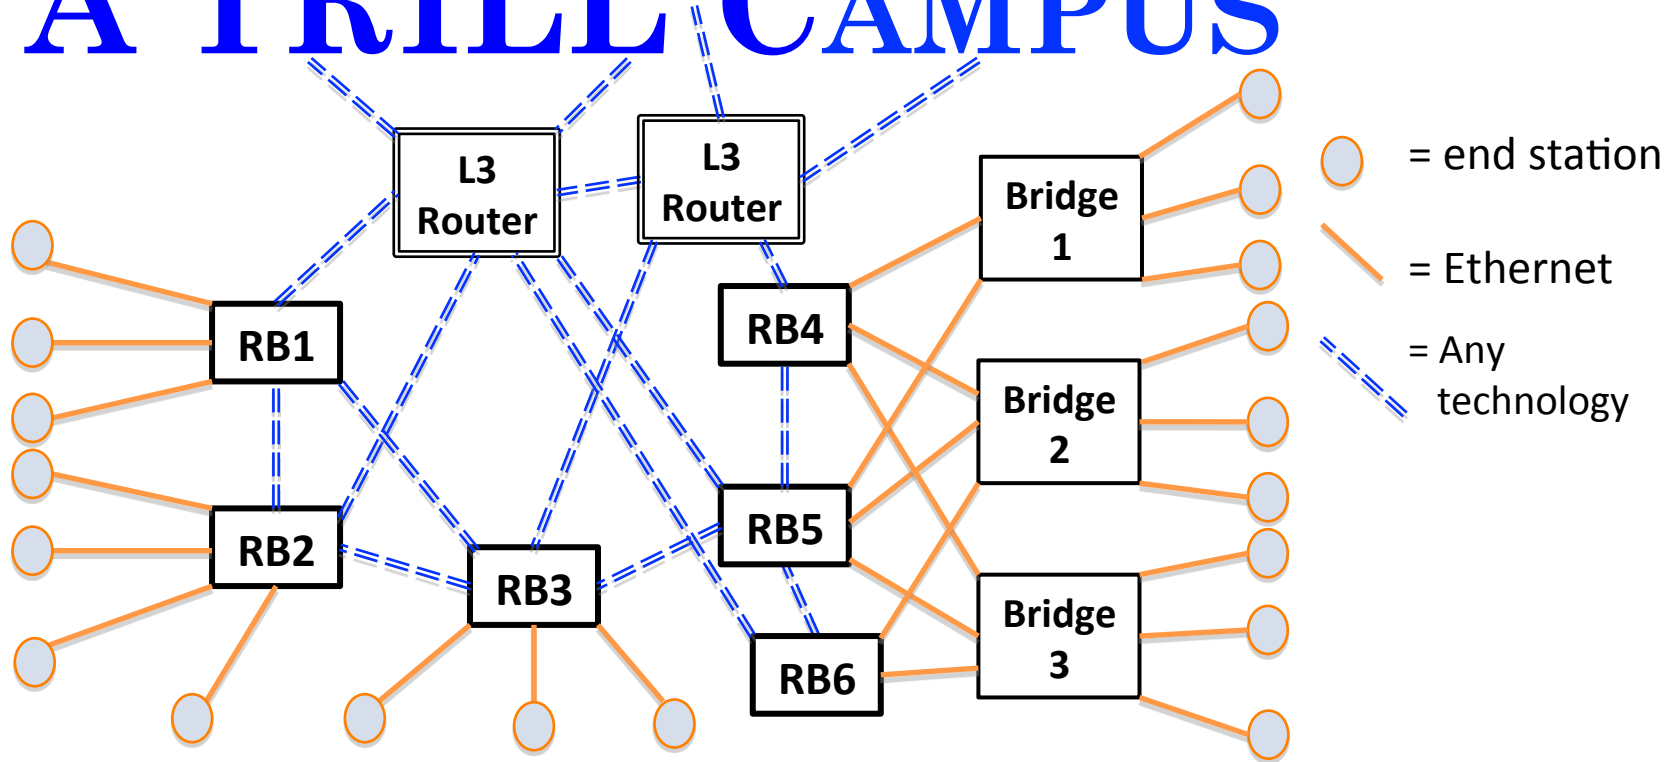 A TRILL CAMPUS
L3
Router
L3
Router
Bridge
1
= end station
= Ethernet
= Any
technology
RB1
RB4
Bridge
2
RB2
RB5
RB3
Bridge
3
RB6